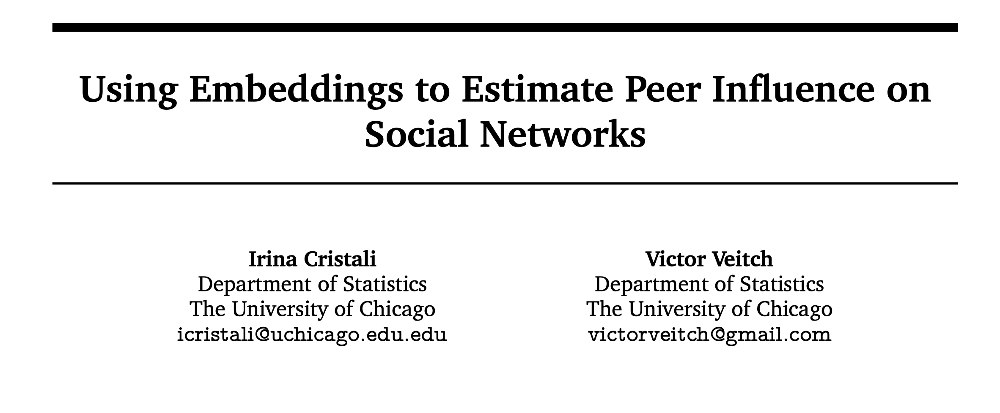 Using Embeddings to Estimate Peer Influence on
Social Networks
Irina Cristali
Department of Statistics
The University of Chicago
icristali@uchicago.edu.edu
Victor Veitch
Department of Statistics
The University of Chicago
victorveitch@gmail.com